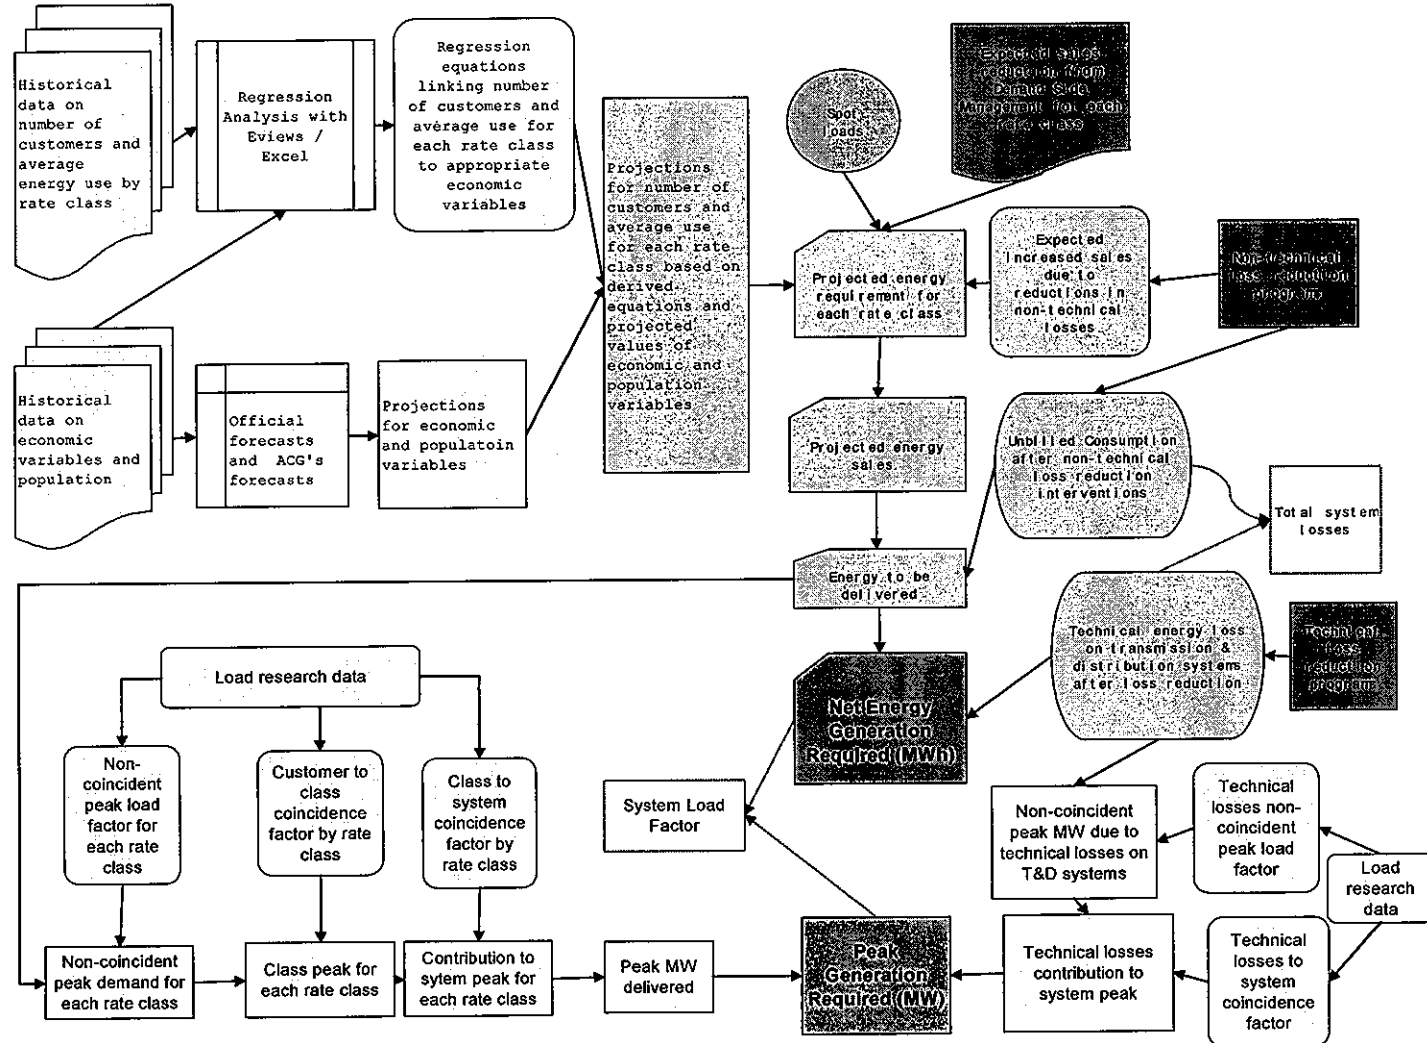 Historical
data on
number of
customers and
average
energy use by
rate class
Regression
Analysis with
Eviews /
Excel
Regression
equations
linking number
of customers and
average use for
each rate class
to appropriate
economic
variables
Projections
for number of
customers and
average use
for each rate
class based on
derived
equations and
projected
values of
economic and
population
variables
Spot
loads
Expected sales
reduction from
Demand Side
Management for each
rate class
Projected energy
requirement for
each rate class
Expected
increased sales
due to
reductions in
non-technical
losses
Non-technical
loss reduction
programs
Historical
data on
economic
variables and
population
Official
forecasts
and ACG's
forecasts
Projections
for economic
and populatoin
variables
Projected energy
sales
Unbilled Consumption
after non-technical
loss reduction
interventions
Total system
losses
Energy to be
delivered
Technical energy loss
on transmission &
distribution systems
after loss reduction
Technical
loss
reduction
program
Load research data
Net Energy
Generation
Required (MWh)
Non-
coincident
peak load
factor for
each rate
class
Customer to
class
coincidence
factor by rate
class
Class to
system
coincidence
factor by
rate class
System Load
Factor
Non-coincident
peak MW due to
technical losses on
T&D systems
Technical
losses non-
coincident
peak load
factor
Load
research
data
Non-coincident
peak demand for
each rate class
Class peak for
each rate class
Contribution to
sytem peak for
each rate class
Peak MW
delivered
Peak
Generation
Required (MW)
Technical losses
contribution to
system peak
Technical
losses to
system
coincidence
factor